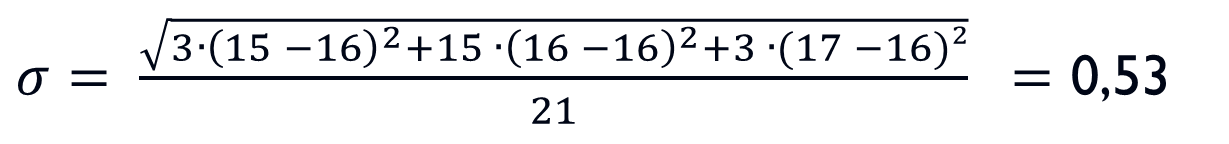 σ = √3·(15 −16)²+15 ·(16 −16)²+3 ·(17 −16)² / 21 = 0,53